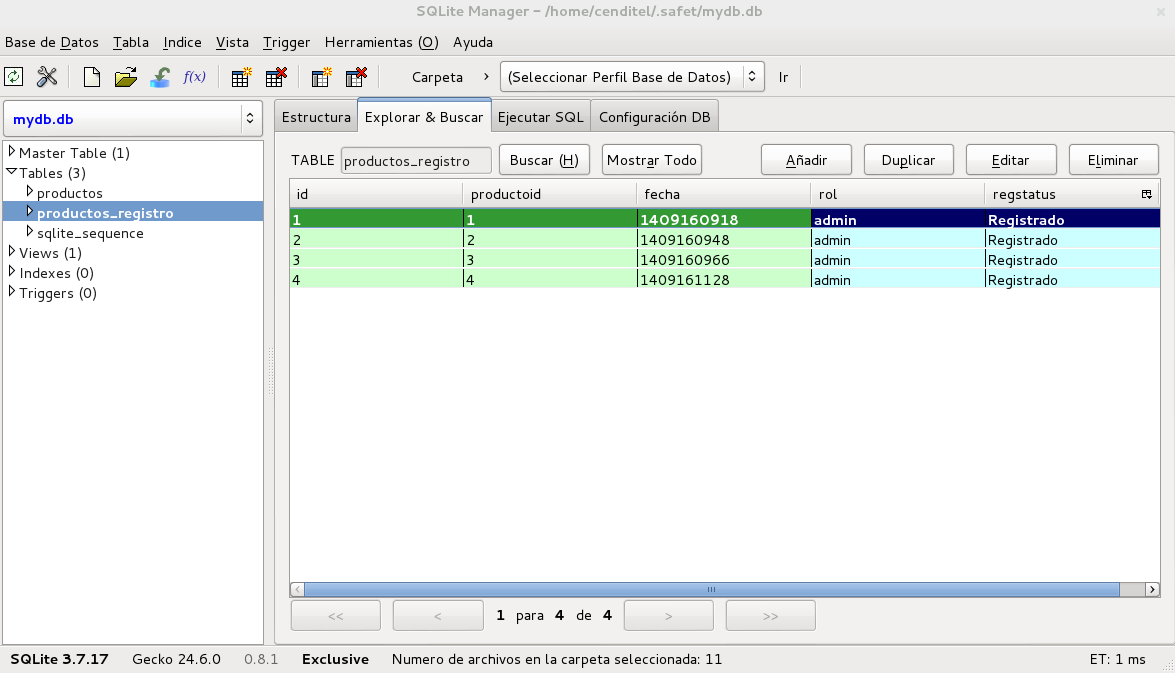 SQLite Manager - /home/cenditel/.safet/mydb.db
Base de Datos Tabla Indice Vista Trigger Herramientas (O) Ayuda
f(x) Carpeta (Seleccionar Perfil Base de Datos) Ir
mydb.db
Master Table (1)
Tables (3)
productos
productos_registro
sqlite_sequence
Views (1)
Indexes (0)
Triggers (0)
Estructura Explorar & Buscar Ejecutar SQL Configuración DB
TABLE productos_registro Buscar (H) Mostrar Todo Añadir Duplicar Editar Eliminar
id productoid fecha rol regstatus
1 1 1409160918 admin Registrado
2 2 1409160948 admin Registrado
3 3 1409160966 admin Registrado
4 4 1409161128 admin Registrado
<< < 1 para 4 de 4 > >>
SQLite 3.7.17 Gecko 24.6.0 0.8.1 Exclusive Numero de archivos en la carpeta seleccionada: 11 ET: 1 ms